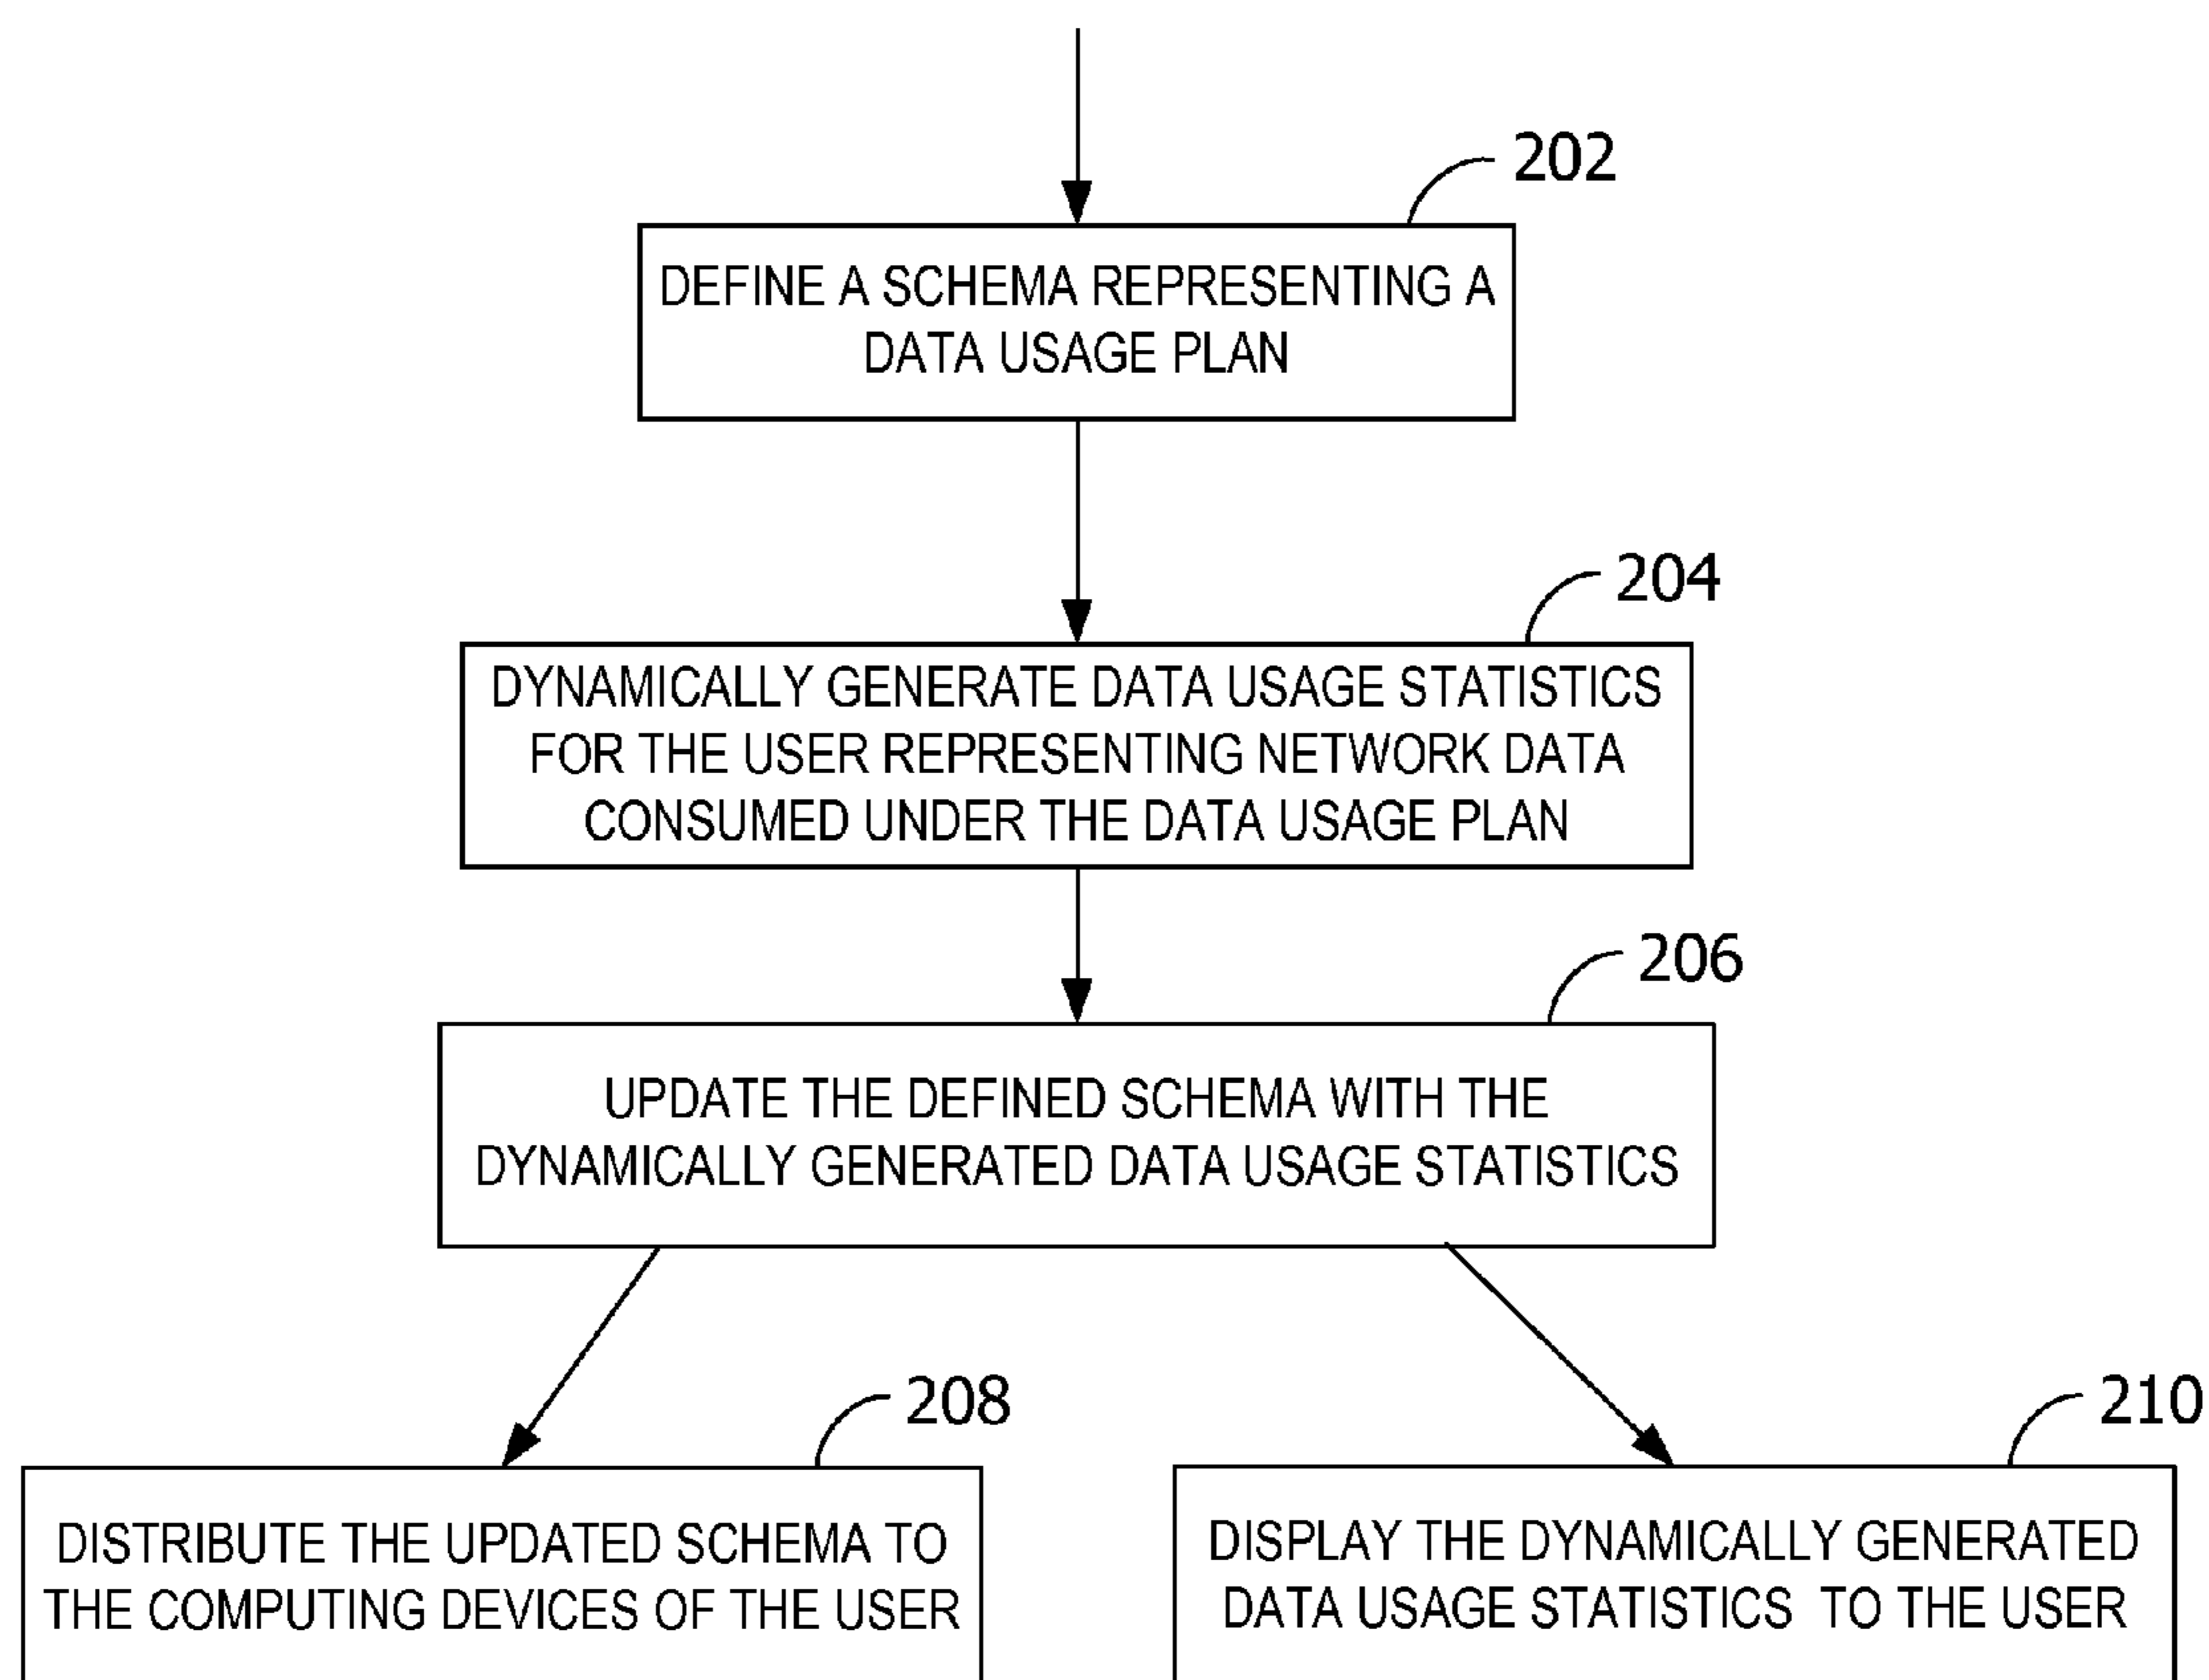 202
DEFINE A SCHEMA REPRESENTING A
DATA USAGE PLAN
204
DYNAMICALLY GENERATE DATA USAGE STATISTICS
FOR THE USER REPRESENTING NETWORK DATA
CONSUMED UNDER THE DATA USAGE PLAN
206
UPDATE THE DEFINED SCHEMA WITH THE
DYNAMICALLY GENERATED DATA USAGE STATISTICS
208
DISTRIBUTE THE UPDATED SCHEMA TO
THE COMPUTING DEVICES OF THE USER
210
DISPLAY THE DYNAMICALLY GENERATED
DATA USAGE STATISTICS TO THE USER